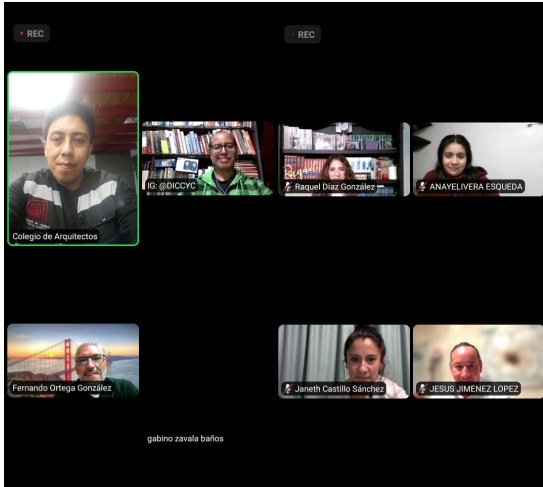 REC
REC
Colegio de Arquitectos
IG: @DICCYC
Raquel Díaz González
ANAYELIVERA ESQUEDA
Fernando Ortega González
Janeth Castillo Sánchez
JESUS JIMENEZ LOPEZ
gabino zavala baños